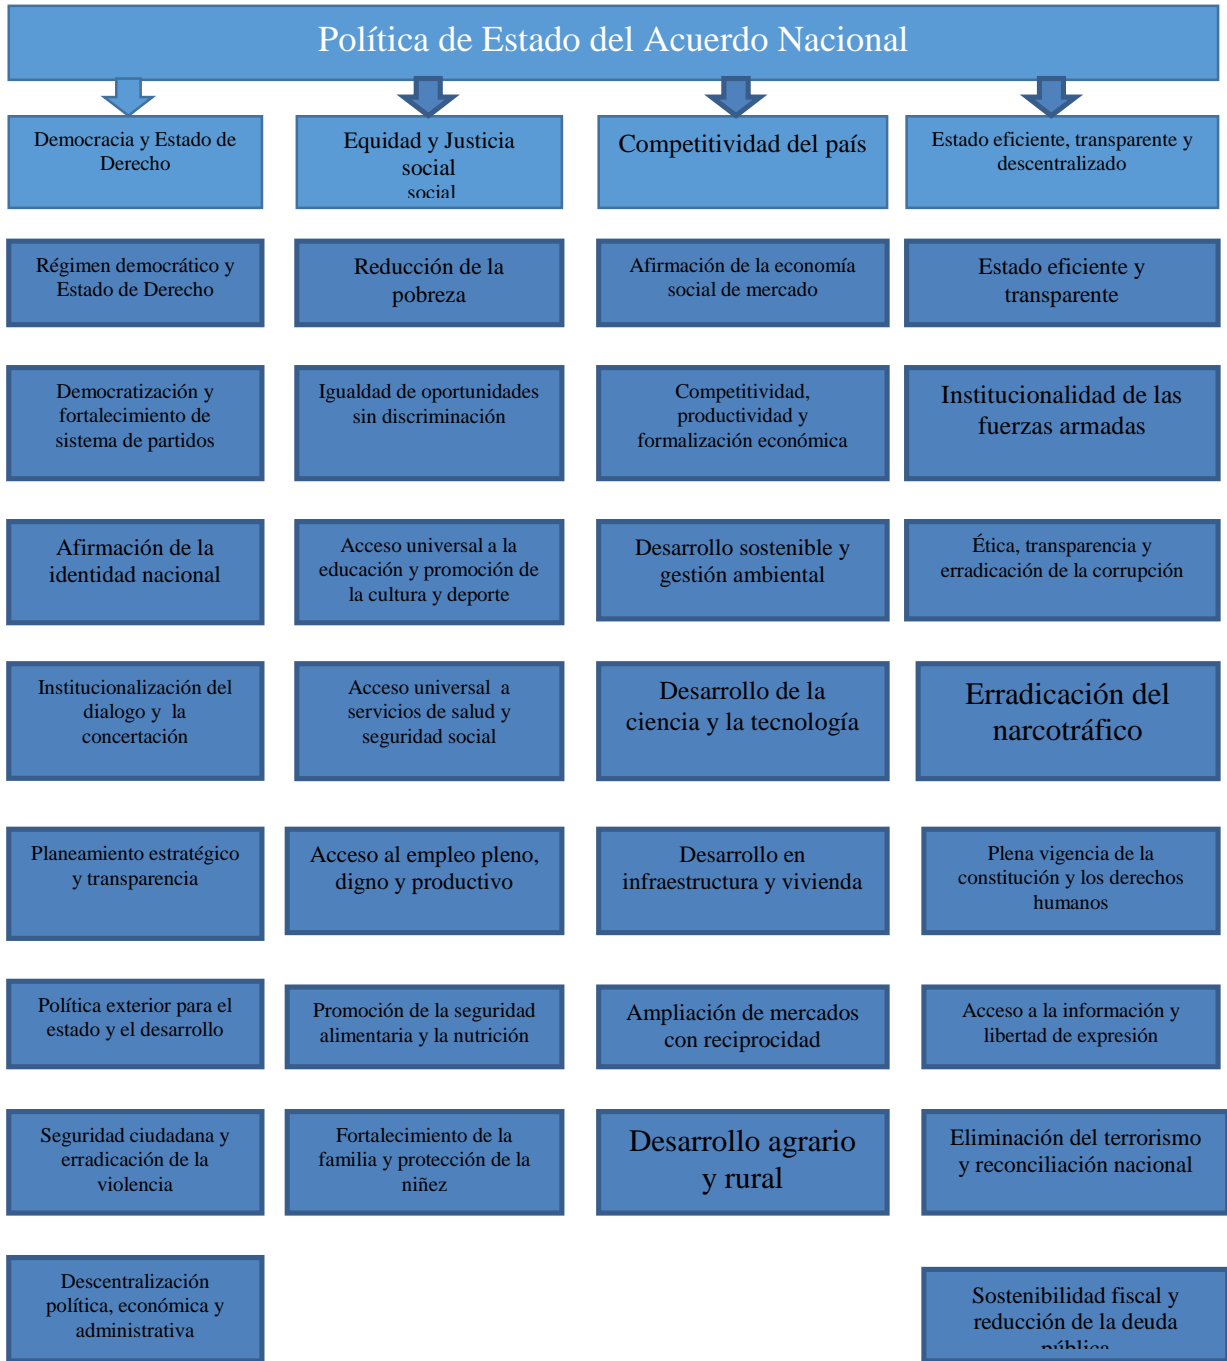 Política de Estado del Acuerdo Nacional
Democracia y Estado de
Derecho
Equidad y Justicia
social
social
Competitividad del país
Estado eficiente, transparente y
descentralizado
Régimen democrático y
Estado de Derecho
Reducción de la
pobreza
Afirmación de la economía
social de mercado
Estado eficiente y
transparente
Democratización y
fortalecimiento de
sistema de partidos
Igualdad de oportunidades
sin discriminación
Competitividad,
productividad y
formalización económica
Institucionalidad de las
fuerzas armadas
Afirmación de la
identidad nacional
Acceso universal a la
educación y promoción de
la cultura y deporte
Desarrollo sostenible y
gestión ambiental
Ética, transparencia y
erradicación de la corrupción
Institucionalización del
dialogo y la
concertación
Acceso universal a
servicios de salud y
seguridad social
Desarrollo de la
ciencia y la tecnología
Erradicación del
narcotráfico
Planeamiento estratégico
y transparencia
Acceso al empleo pleno,
digno y productivo
Desarrollo en
infraestructura y vivienda
Plena vigencia de la
constitución y los derechos
humanos
Política exterior para el
estado y el desarrollo
Promoción de la seguridad
alimentaria y la nutrición
Ampliación de mercados
con reciprocidad
Acceso a la información y
libertad de expresión
Seguridad ciudadana y
erradicación de la
violencia
Fortalecimiento de la
familia y protección de la
niñez
Desarrollo agrario
y rural
Eliminación del terrorismo
y reconciliación nacional
Descentralización
política, económica y
administrativa
Sostenibilidad fiscal y
reducción de la deuda
pública